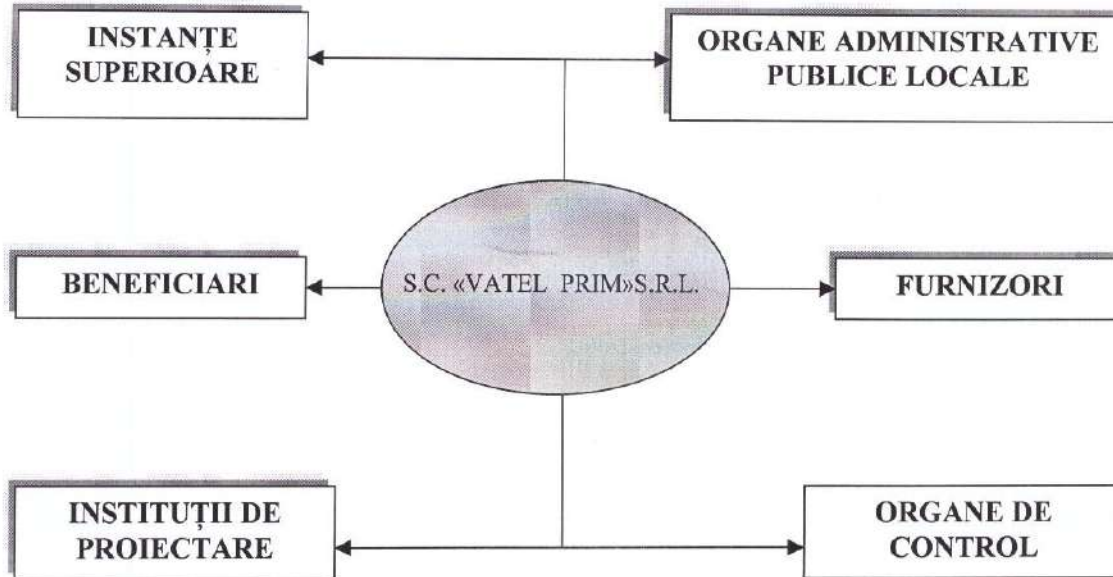 INSTANȚE
SUPERIOARE
ORGANE ADMINISTRATIVE
PUBLICE LOCALE
BENEFICIARI
S.C. «VATEL PRIM»S.R.L.
FURNIZORI
INSTITUȚII DE
PROIECTARE
ORGANE DE
CONTROL